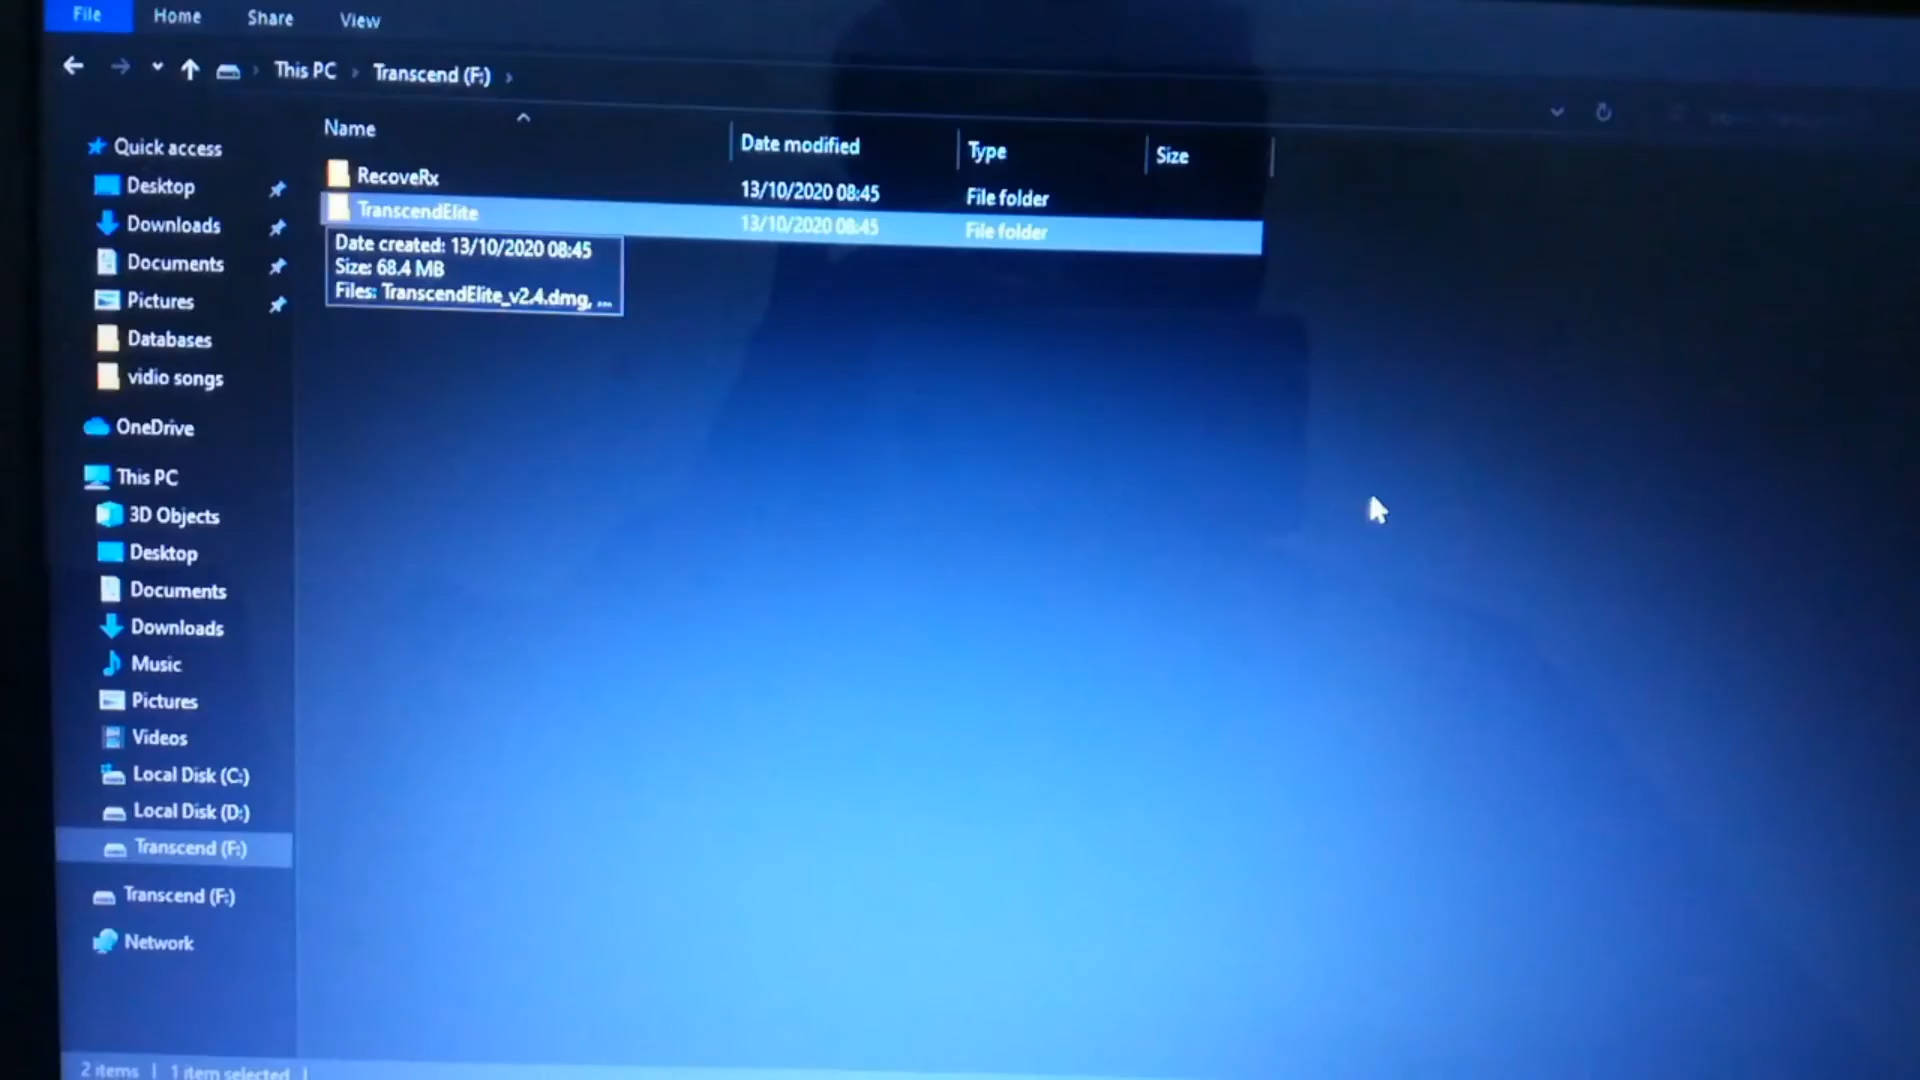 File Home Share View
This PC Transcend (F:)
Name Date modified Type Size
RecoveRx 13/10/2020 08:45 File folder
TranscendElite 13/10/2020 08:45 File folder
Date created: 13/10/2020 08:45
Size: 68.4 MB
Files: TranscendElite_v2.4.dmg, ...
Quick access
Desktop
Downloads
Documents
Pictures
Databases
vidio songs
OneDrive
This PC
3D Objects
Desktop
Documents
Downloads
Music
Pictures
Videos
Local Disk (C:)
Local Disk (D:)
Transcend (F:)
Transcend (F:)
Network
2 items 1 item selected